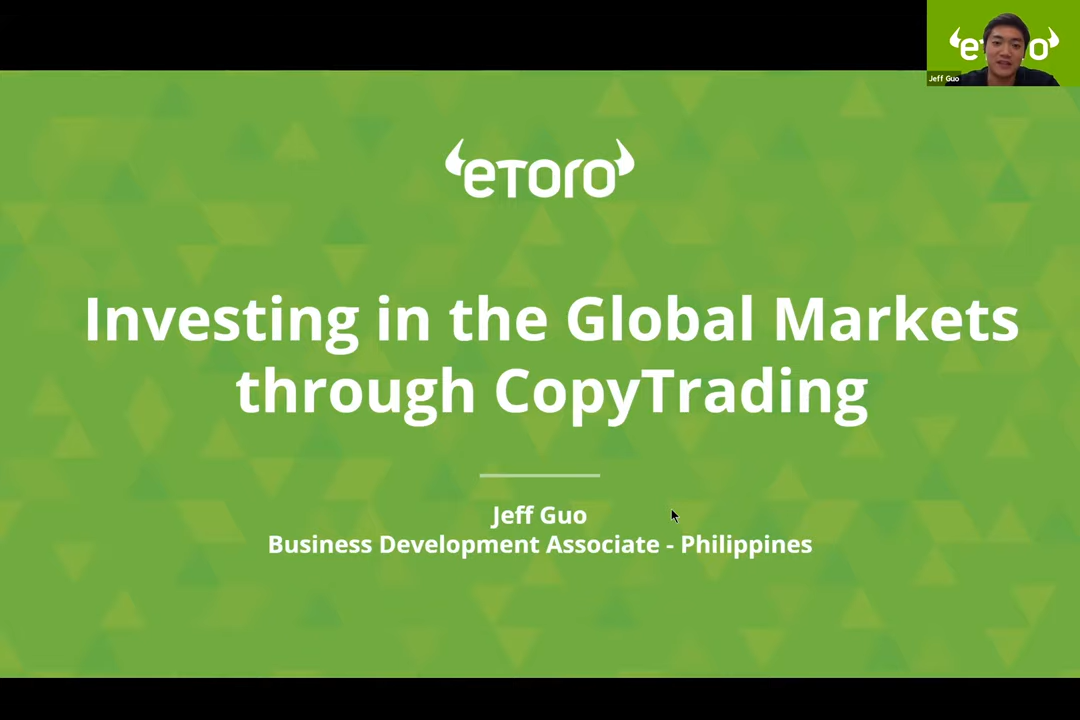 etoro
Jeff Guo
etoro
Investing in the Global Markets
through CopyTrading
Jeff Guo
Business Development Associate - Philippines